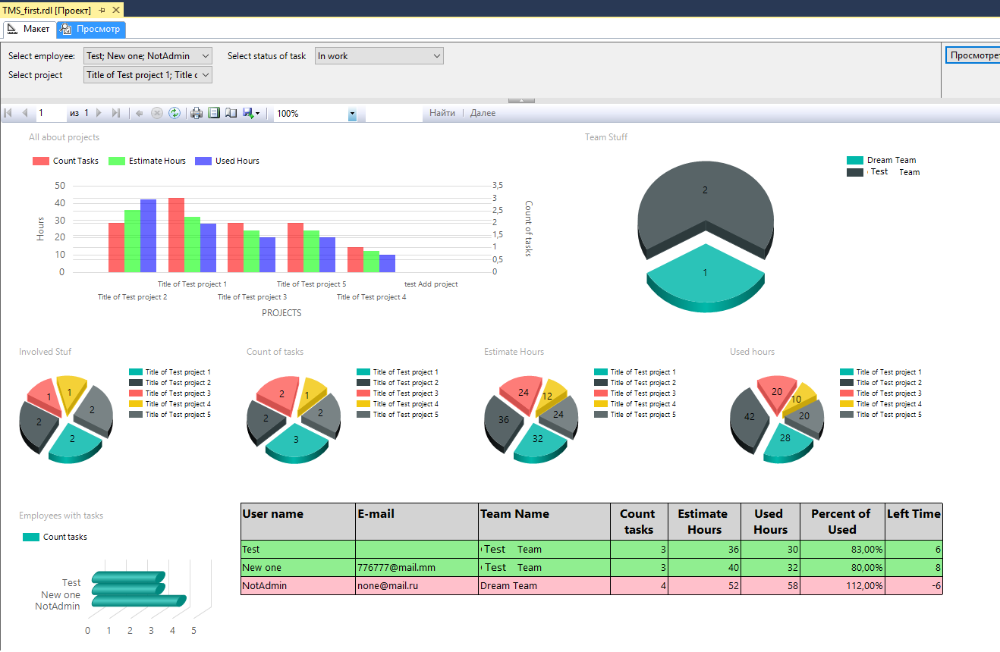 TMS_first.rdl [Проект]
Макет Просмотр
Select employee: Test; New one; NotAdmin Select status of task In work Просмотрет
Select project Title of Test project 1; Title c
1 из 1 100% Найти Далее
All about projects
Count Tasks Estimate Hours Used Hours
50
40
30
20
10
0
Hours
3,5
3
2,5
2
1,5
1
0,5
0
Count of tasks
Title of Test project 1 Title of Test project 5 test Add project
Title of Test project 2 Title of Test project 3 Title of Test project 4
PROJECTS
Team Stuff
Dream Team
Test Team
2
1
Involved Stuf
Title of Test project 1
Title of Test project 2
Title of Test project 3
Title of Test project 4
Title of Test project 5
1
1
2
2
2
Count of tasks
Title of Test project 1
Title of Test project 2
Title of Test project 3
Title of Test project 4
Title of Test project 5
2
1
2
2
3
Estimate Hours
Title of Test project 1
Title of Test project 2
Title of Test project 3
Title of Test project 4
Title of Test project 5
24
12
36
24
32
Used hours
Title of Test project 1
Title of Test project 2
Title of Test project 3
Title of Test project 4
Title of Test project 5
20
10
42
20
28
Employees with tasks
Count tasks
Test
New one
NotAdmin
0 1 2 3 4 5
User name E-mail Team Name Count tasks Estimate Hours Used Hours Percent of Used Left Time
Test Test Team 3 36 30 83,00% 6
New one 776777@mail.mm Test Team 3 40 32 80,00% 8
NotAdmin none@mail.ru Dream Team 4 52 58 112,00% -6